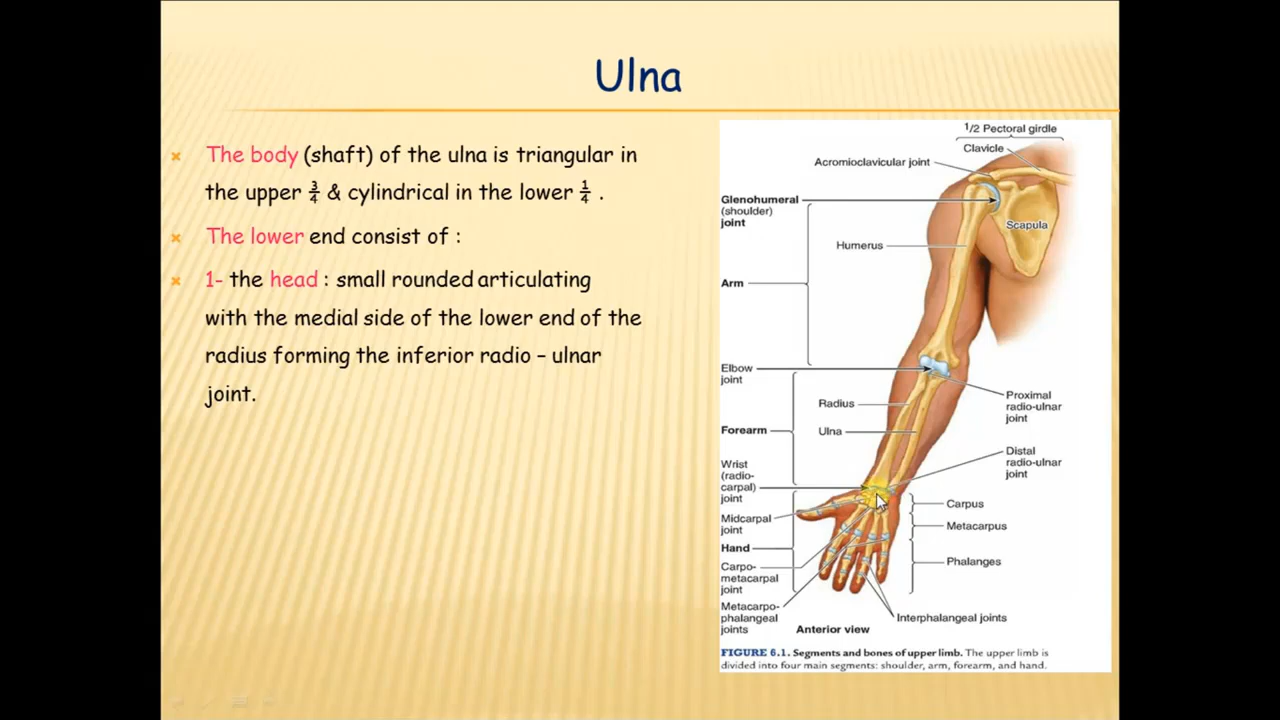 Ulna
The body (shaft) of the ulna is triangular in
the upper ¾ & cylindrical in the lower ¼ .
The lower end consist of :
1- the head : small rounded articulating
with the medial side of the lower end of the
radius forming the inferior radio – ulnar
joint.
1/2 Pectoral girdle
Clavicle
Acromioclavicular joint
Glenohumeral
(shoulder)
joint
Scapula
Humerus
Arm
Elbow
joint
Proximal
radio-ulnar
joint
Radius
Forearm
Ulna
Distal
radio-ulnar
joint
Wrist
(radio-
carpal)
joint
Carpus
Midcarpal
joint
Metacarpus
Hand
Phalanges
Carpo-
metacarpal
joint
Metacarpo-
phalangeal
joints
Interphalangeal joints
Anterior view
FIGURE 6.1. Segments and bones of upper limb. The upper limb is
divided into four main segments: shoulder, arm, forearm, and hand.